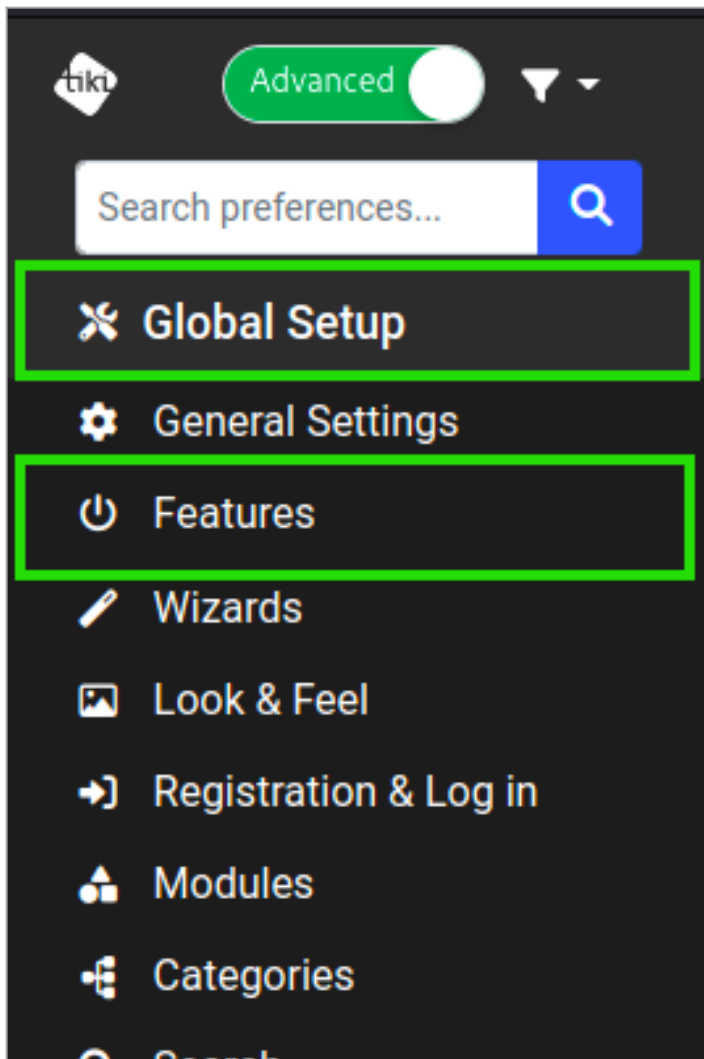 tiki
Advanced
Search preferences...
Global Setup
General Settings
Features
Wizards
Look & Feel
Registration & Log in
Modules
Categories